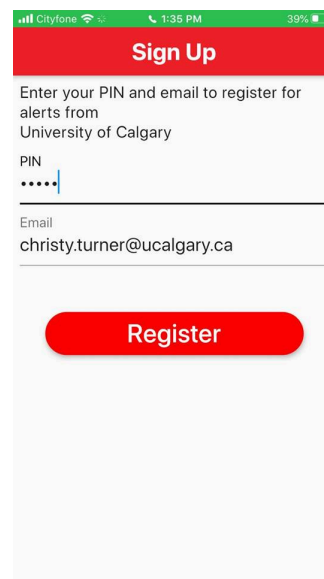 Cityfone 1:35 PM 39%
Sign Up
Enter your PIN and email to register for
alerts from
University of Calgary
PIN
•••••
Email
christy.turner@ucalgary.ca
Register